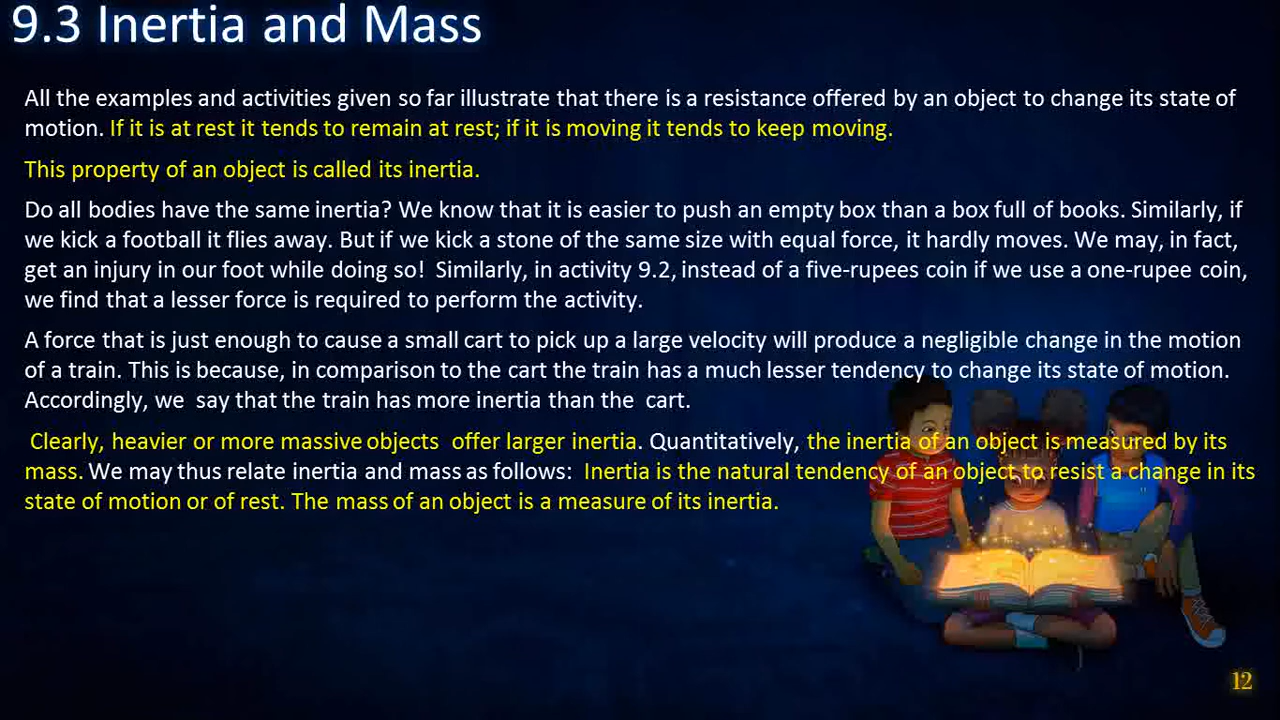 9.3 Inertia and Mass
All the examples and activities given so far illustrate that there is a resistance offered by an object to change its state of
motion. If it is at rest it tends to remain at rest; if it is moving it tends to keep moving.
This property of an object is called its inertia.
Do all bodies have the same inertia? We know that it is easier to push an empty box than a box full of books. Similarly, if
we kick a football it flies away. But if we kick a stone of the same size with equal force, it hardly moves. We may, in fact,
get an injury in our foot while doing so! Similarly, in activity 9.2, instead of a five-rupees coin if we use a one-rupee coin,
we find that a lesser force is required to perform the activity.
A force that is just enough to cause a small cart to pick up a large velocity will produce a negligible change in the motion
of a train. This is because, in comparison to the cart the train has a much lesser tendency to change its state of motion.
Accordingly, we say that the train has more inertia than the cart.
Clearly, heavier or more massive objects offer larger inertia. Quantitatively, the inertia of an object is measured by its
mass. We may thus relate inertia and mass as follows: Inertia is the natural tendency of an object to resist a change in its
state of motion or of rest. The mass of an object is a measure of its inertia.
12